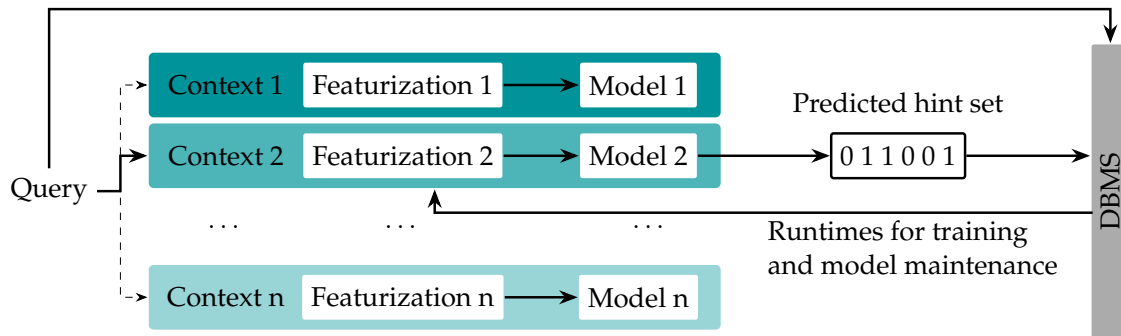 Context 1 Featurization 1 Model 1
Predicted hint set
Context 2 Featurization 2 Model 2 0 1 1 0 0 1
Query
DBMS
... ... ...
Runtimes for training
and model maintenance
Context n Featurization n Model n